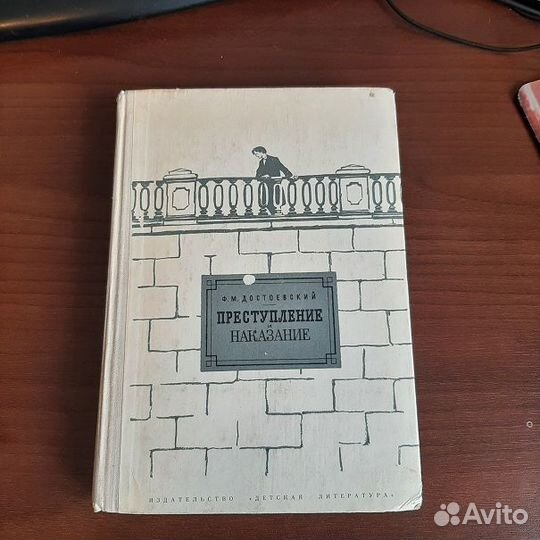 Ф.М.ДОСТОЕВСКИЙ
ПРЕСТУПЛЕНИЕ
И
НАКАЗАНИЕ
ИЗДАТЕЛЬСТВО «ДЕТСКАЯ ЛИТЕРАТУРА»
Avito